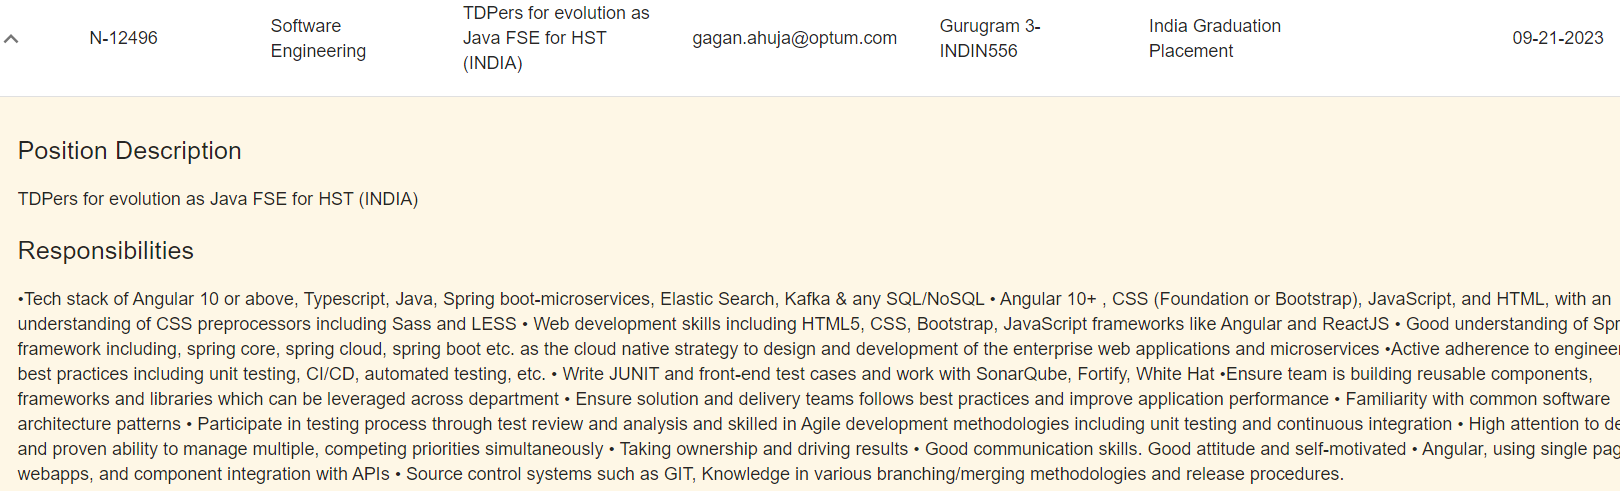 N-12496
Software
Engineering
TDPers for evolution as
Java FSE for HST
(INDIA)
gagan.ahuja@optum.com
Gurugram 3-
INDIN556
India Graduation
Placement
09-21-2023
Position Description
TDPers for evolution as Java FSE for HST (INDIA)
Responsibilities
•Tech stack of Angular 10 or above, Typescript, Java, Spring boot-microservices, Elastic Search, Kafka & any SQL/NoSQL • Angular 10+ , CSS (Foundation or Bootstrap), JavaScript, and HTML, with an
understanding of CSS preprocessors including Sass and LESS • Web development skills including HTML5, CSS, Bootstrap, JavaScript frameworks like Angular and ReactJS • Good understanding of
framework including, spring core, spring cloud, spring boot etc. as the cloud native strategy to design and development of the enterprise web applications and microservices •Active adherence to
best practices including unit testing, CI/CD, automated testing, etc. • Write JUNIT and front-end test cases and work with SonarQube, Fortify, White Hat •Ensure team is building reusable components,
frameworks and libraries which can be leveraged across department • Ensure solution and delivery teams follows best practices and improve application performance • Familiarity with common software
architecture patterns • Participate in testing process through test review and analysis and skilled in Agile development methodologies including unit testing and continuous integration • High attention to
and proven ability to manage multiple, competing priorities simultaneously • Taking ownership and driving results • Good communication skills. Good attitude and self-motivated • Angular, using single
webapps, and component integration with APIs • Source control systems such as GIT, Knowledge in various branching/merging methodologies and release procedures.